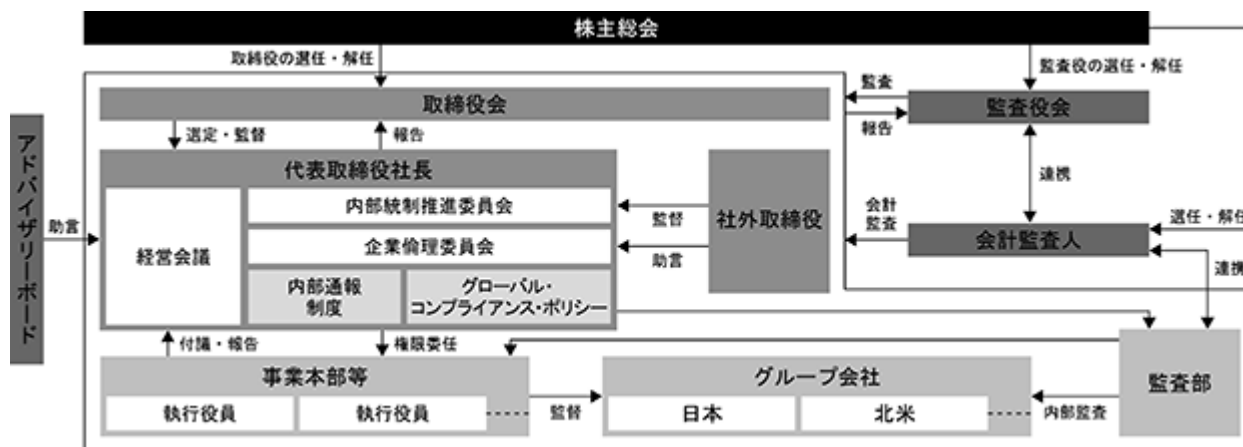 株主総会
取締役の選任・解任
監査役の選任・解任
監査
取締役会
監査役会
報告
選定・監督
報告
アドバイザリーボード
助言
代表取締役社長
内部統制推進委員会
経営会議
企業倫理委員会
内部通報
制度
グローバル・
コンプライアンス・ポリシー
監督
助言
社外取締役
連携
会計
監査
会計監査人
選任・解任
連携
付議・報告
権限委任
事業本部等
執行役員
執行役員
監督
グループ会社
日本
北米
内部監査
監査部